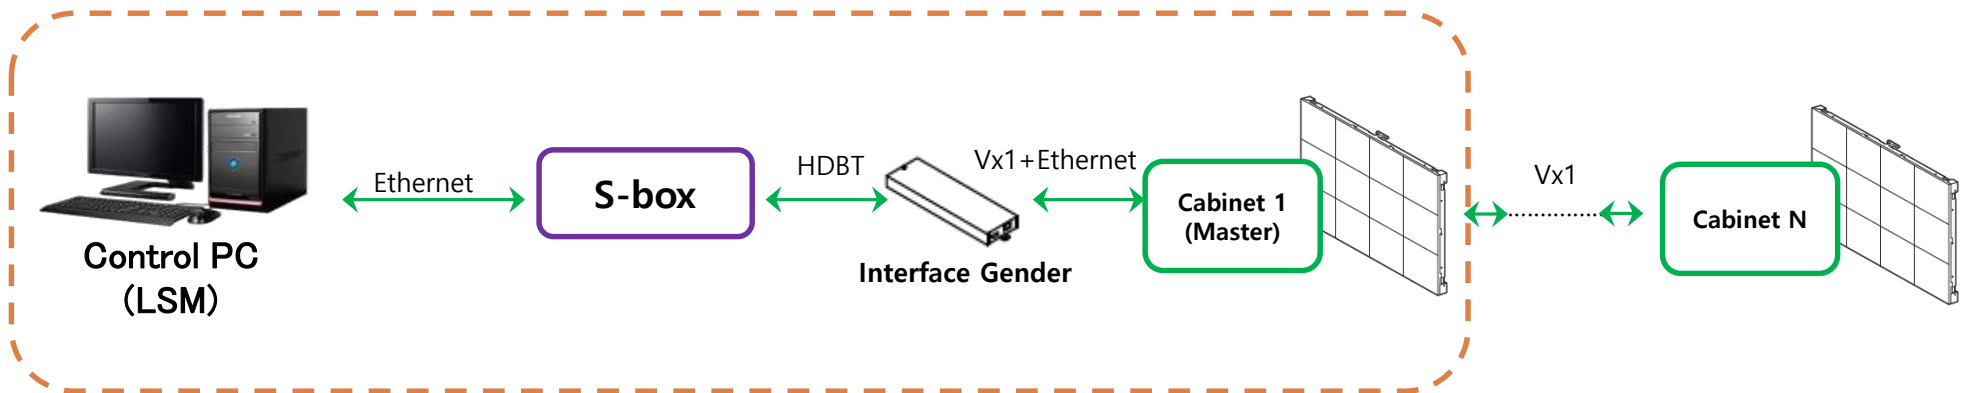 Control PC
(LSM)
Ethernet
S-box
HDBT
Interface Gender
Vx1+Ethernet
Cabinet 1
(Master)
Vx1
Cabinet N